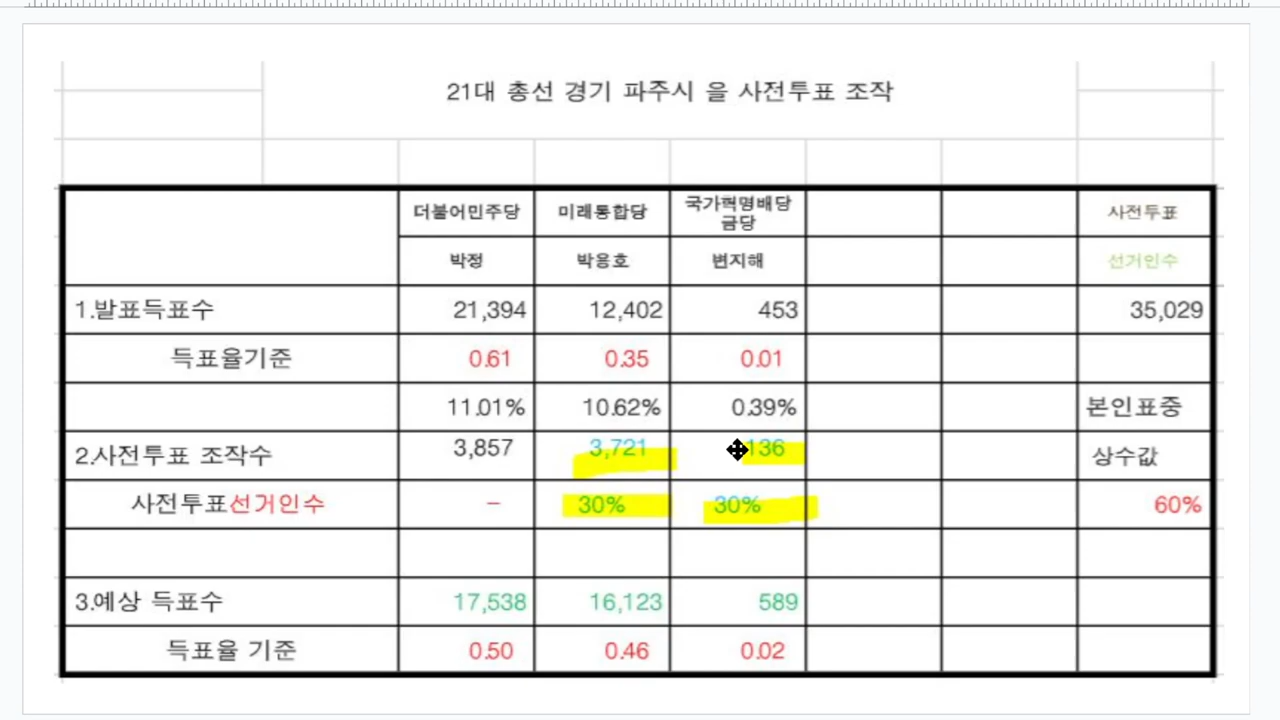 21대 총선 경기 파주시 을 사전투표 조작
더불어민주당 미래통합당 국가혁명배당금당 사전투표
박정 박용호 변지해 선거인수
1.발표득표수 21,394 12,402 453 35,029
득표율기준 0.61 0.35 0.01
11.01% 10.62% 0.39% 본인표중
2.사전투표 조작수 3,857 3,721 136 상수값
사전투표선거인수 - 30% 30% 60%
3.예상 득표수 17,538 16,123 589
득표율 기준 0.50 0.46 0.02